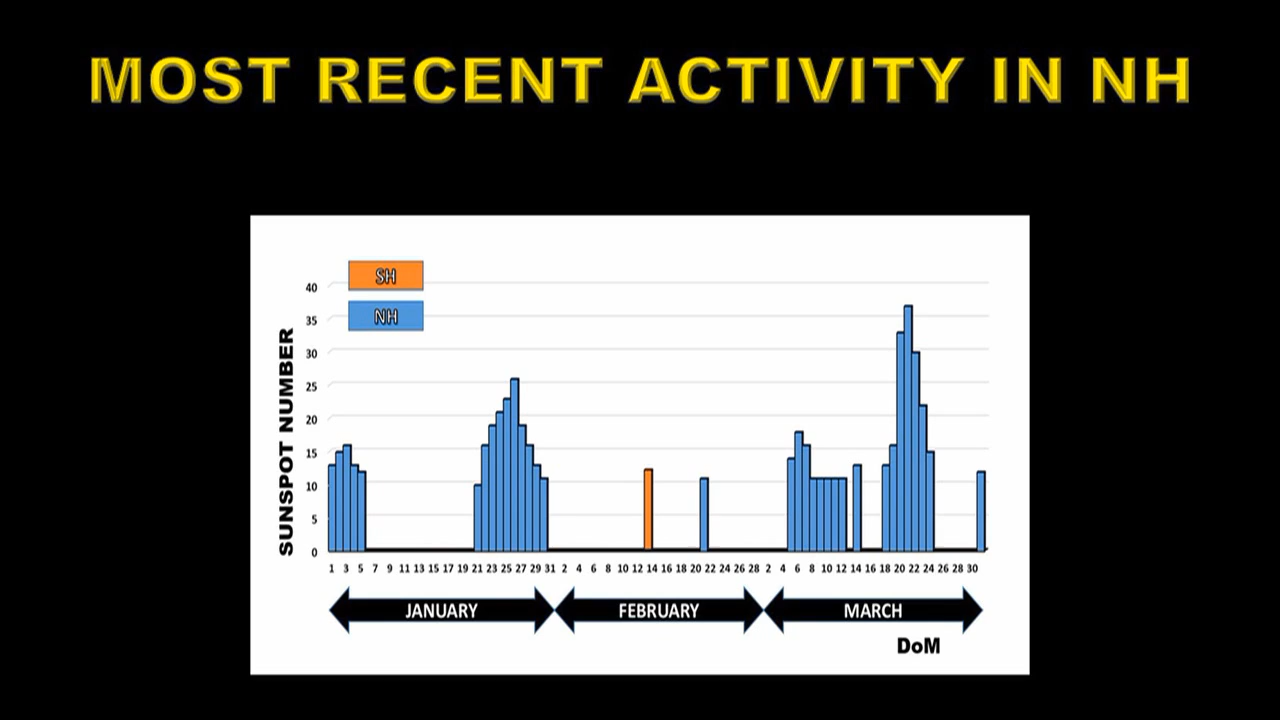 MOST RECENT ACTIVITY IN NH
SH
NH
SUNSPOT NUMBER
40
35
30
25
20
15
10
5
0
1 3 5 7 9 11 13 15 17 19 21 23 25 27 29 31 2 4 6 8 10 12 14 16 18 20 22 24 26 28 2 4 6 8 10 12 14 16 18 20 22 24 26 28 30
JANUARY FEBRUARY MARCH
DoM